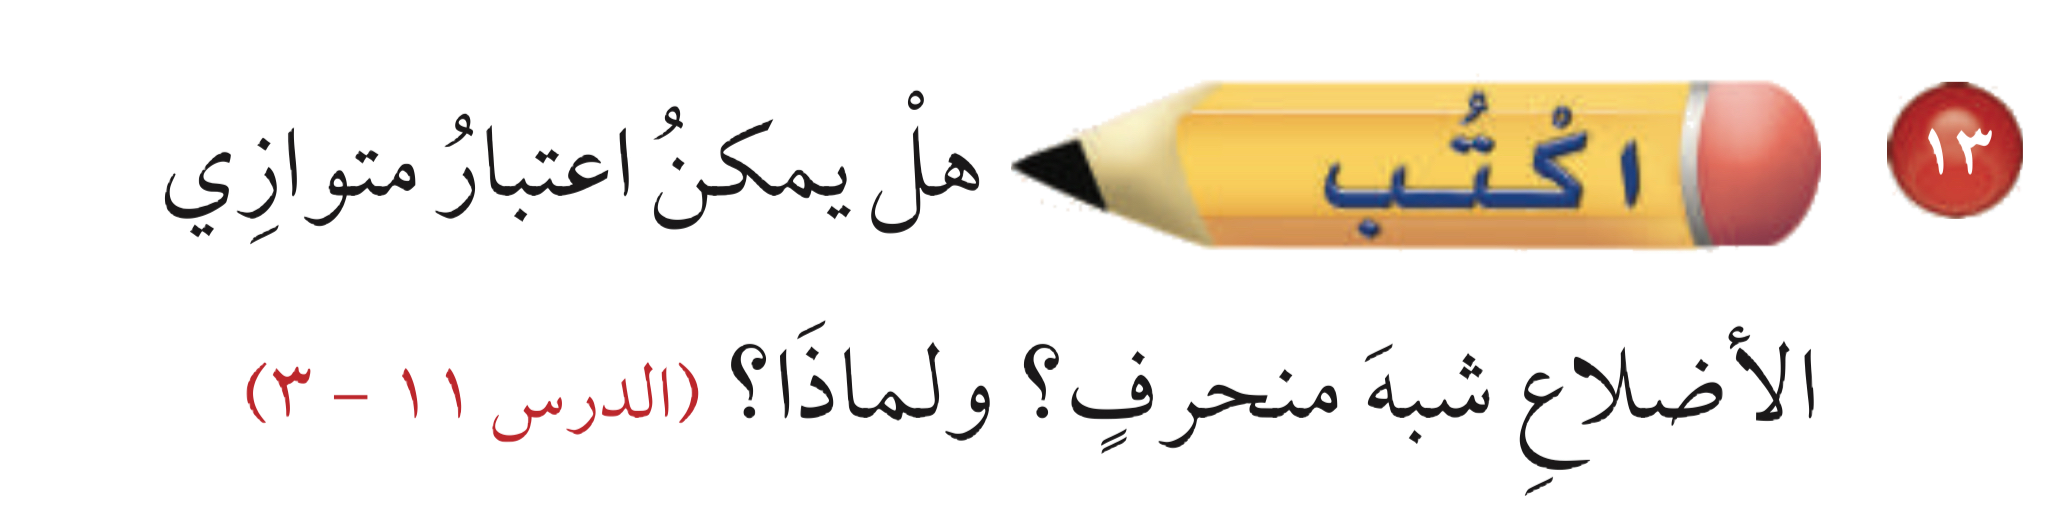 ١٣ اكْتُب هلْ يمكنُ اعتبارُ متوازِي
الأضلاعِ شبهَ منحرفٍ؟ ولماذَا؟ (الدرس ١١ – ٣)